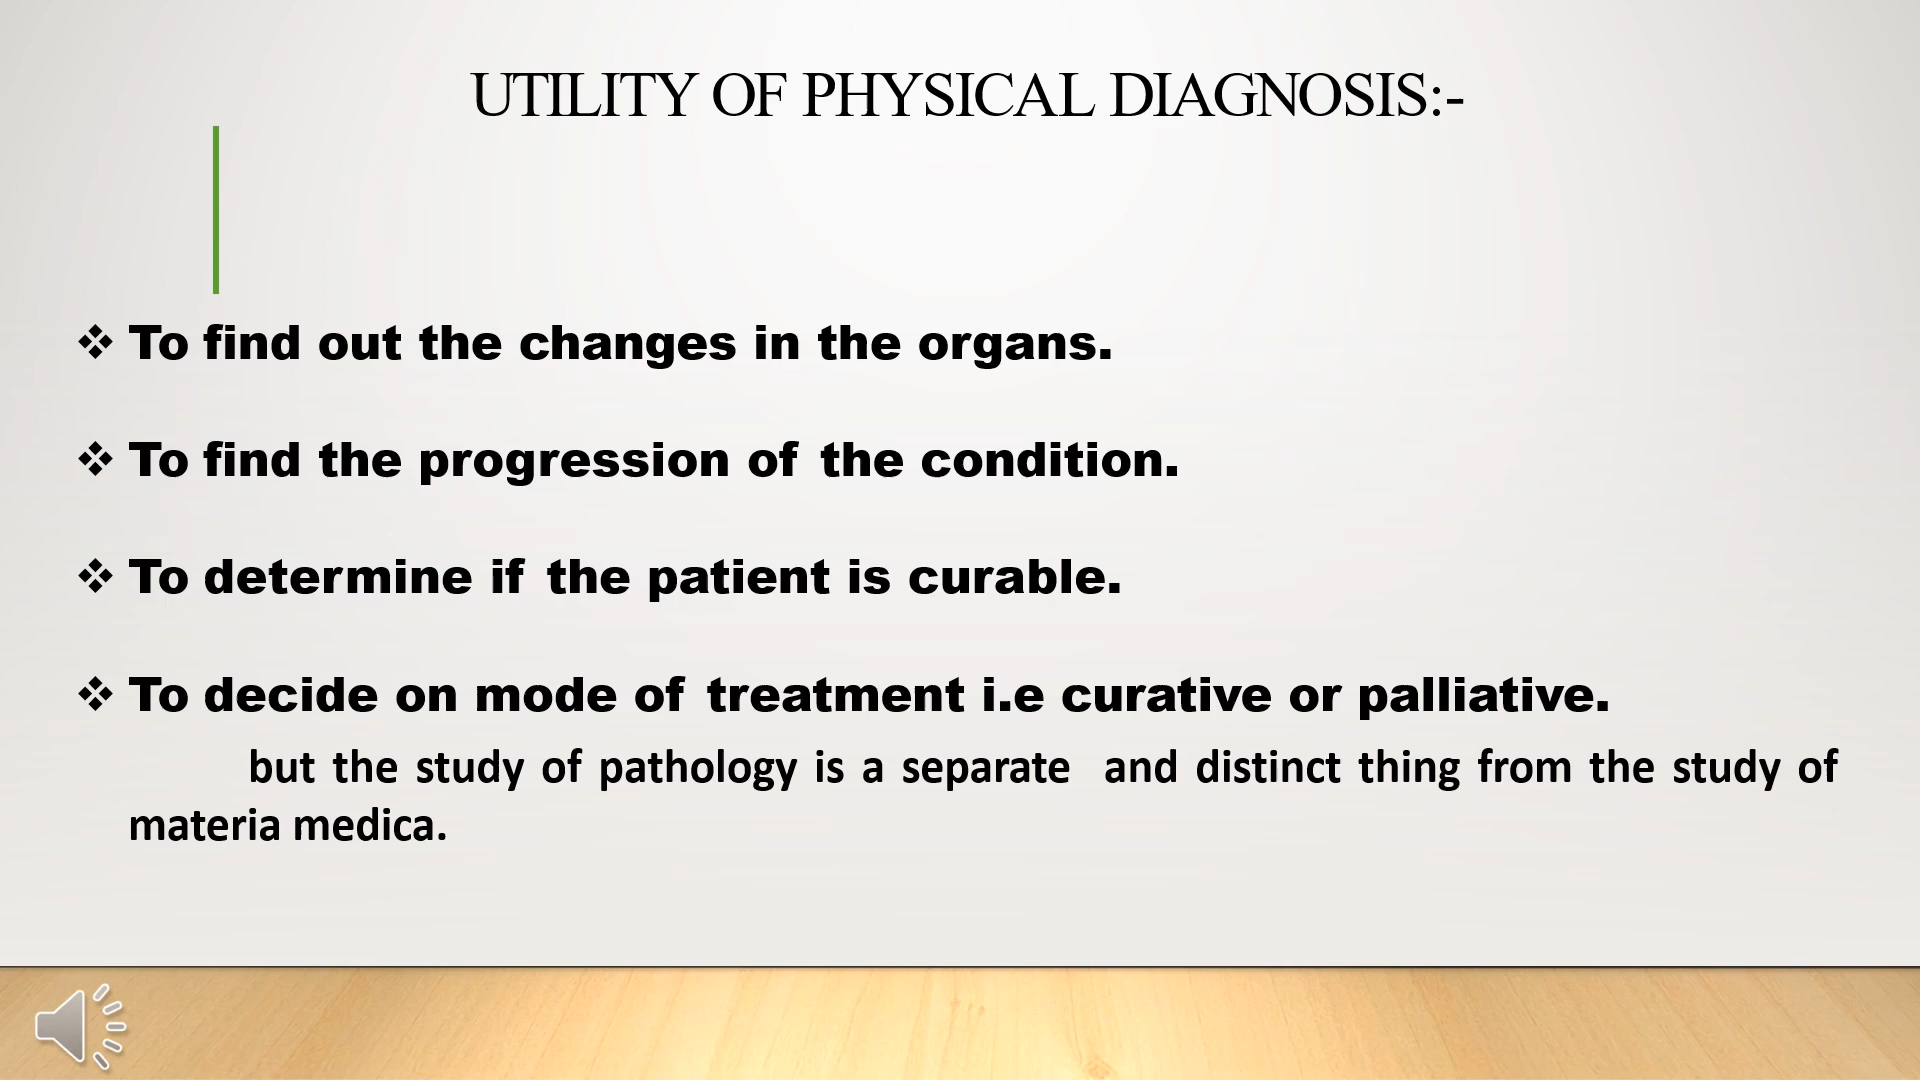 UTILITY OF PHYSICAL DIAGNOSIS:-
❖ To find out the changes in the organs.
❖ To find the progression of the condition.
❖ To determine if the patient is curable.
❖ To decide on mode of treatment i.e curative or palliative.
but the study of pathology is a separate and distinct thing from the study of
materia medica.